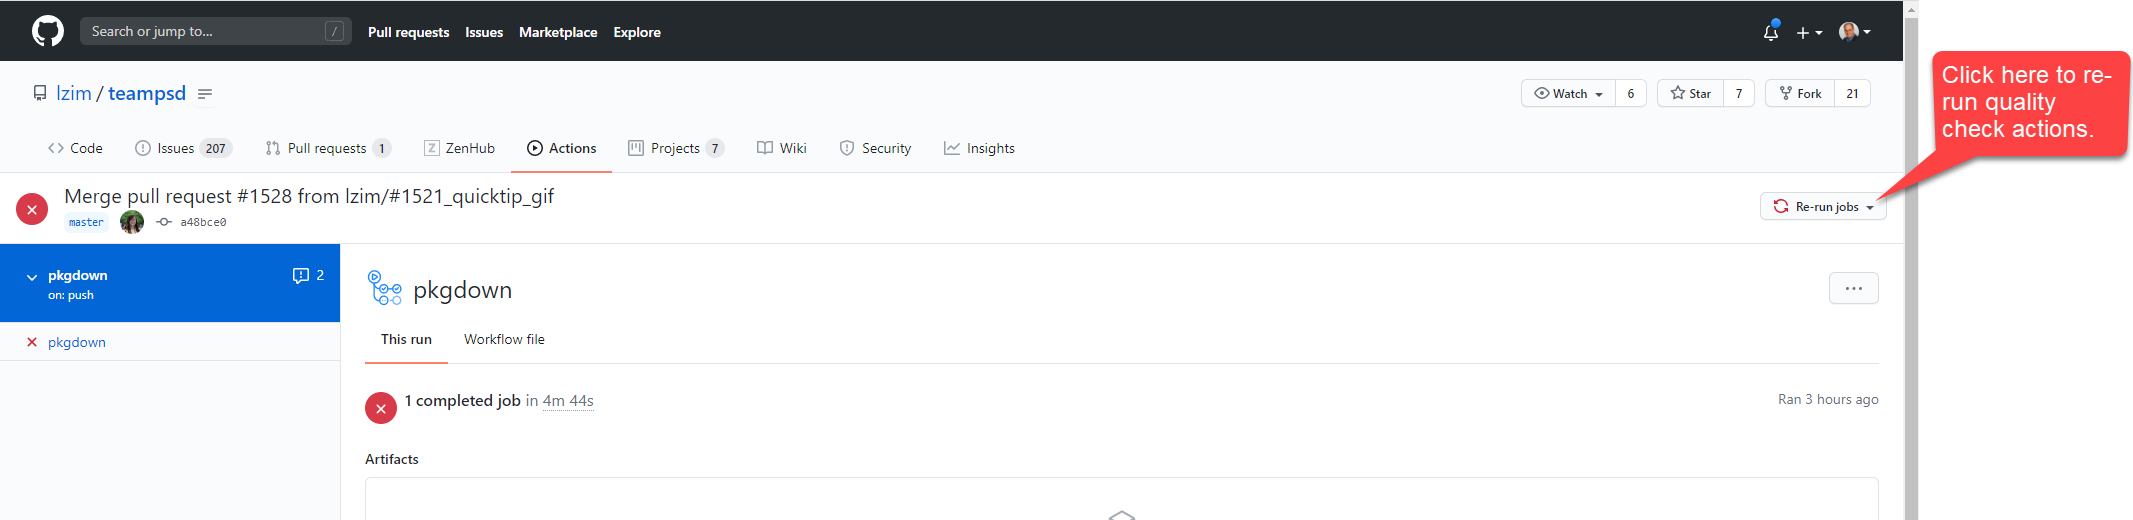 Search or jump to... /
Pull requests Issues Marketplace Explore
lzim / teampsd
Watch 6 Star 7 Fork 21
Code Issues 207 Pull requests 1 Z ZenHub Actions Projects 7 Wiki Security Insights
Merge pull request #1528 from lzim/#1521_quicktip_gif
master a48bce0
Re-run jobs
Click here to re-
run quality
check actions.
pkgdown 2
on: push
pkgdown
pkgdown
...
This run Workflow file
1 completed job in 4m 44s
Ran 3 hours ago
Artifacts